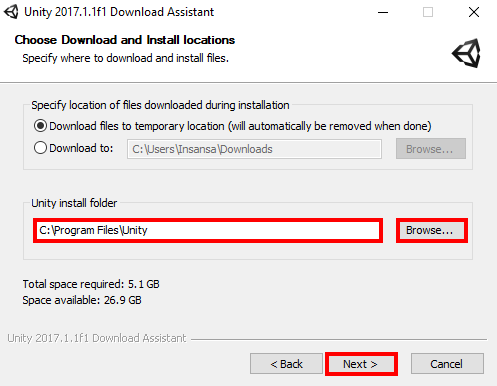 Unity 2017.1.1f1 Download Assistant
Choose Download and Install locations
Specify where to download and install files.
Specify location of files downloaded during installation
Download files to temporary location (will automatically be removed when done)
Download to: C:\Users\Insansa\Downloads Browse...
Unity install folder
C:\Program Files\Unity Browse...
Total space required: 5.1 GB
Space available: 26.9 GB
Unity 2017.1.1f1 Download Assistant
< Back Next > Cancel